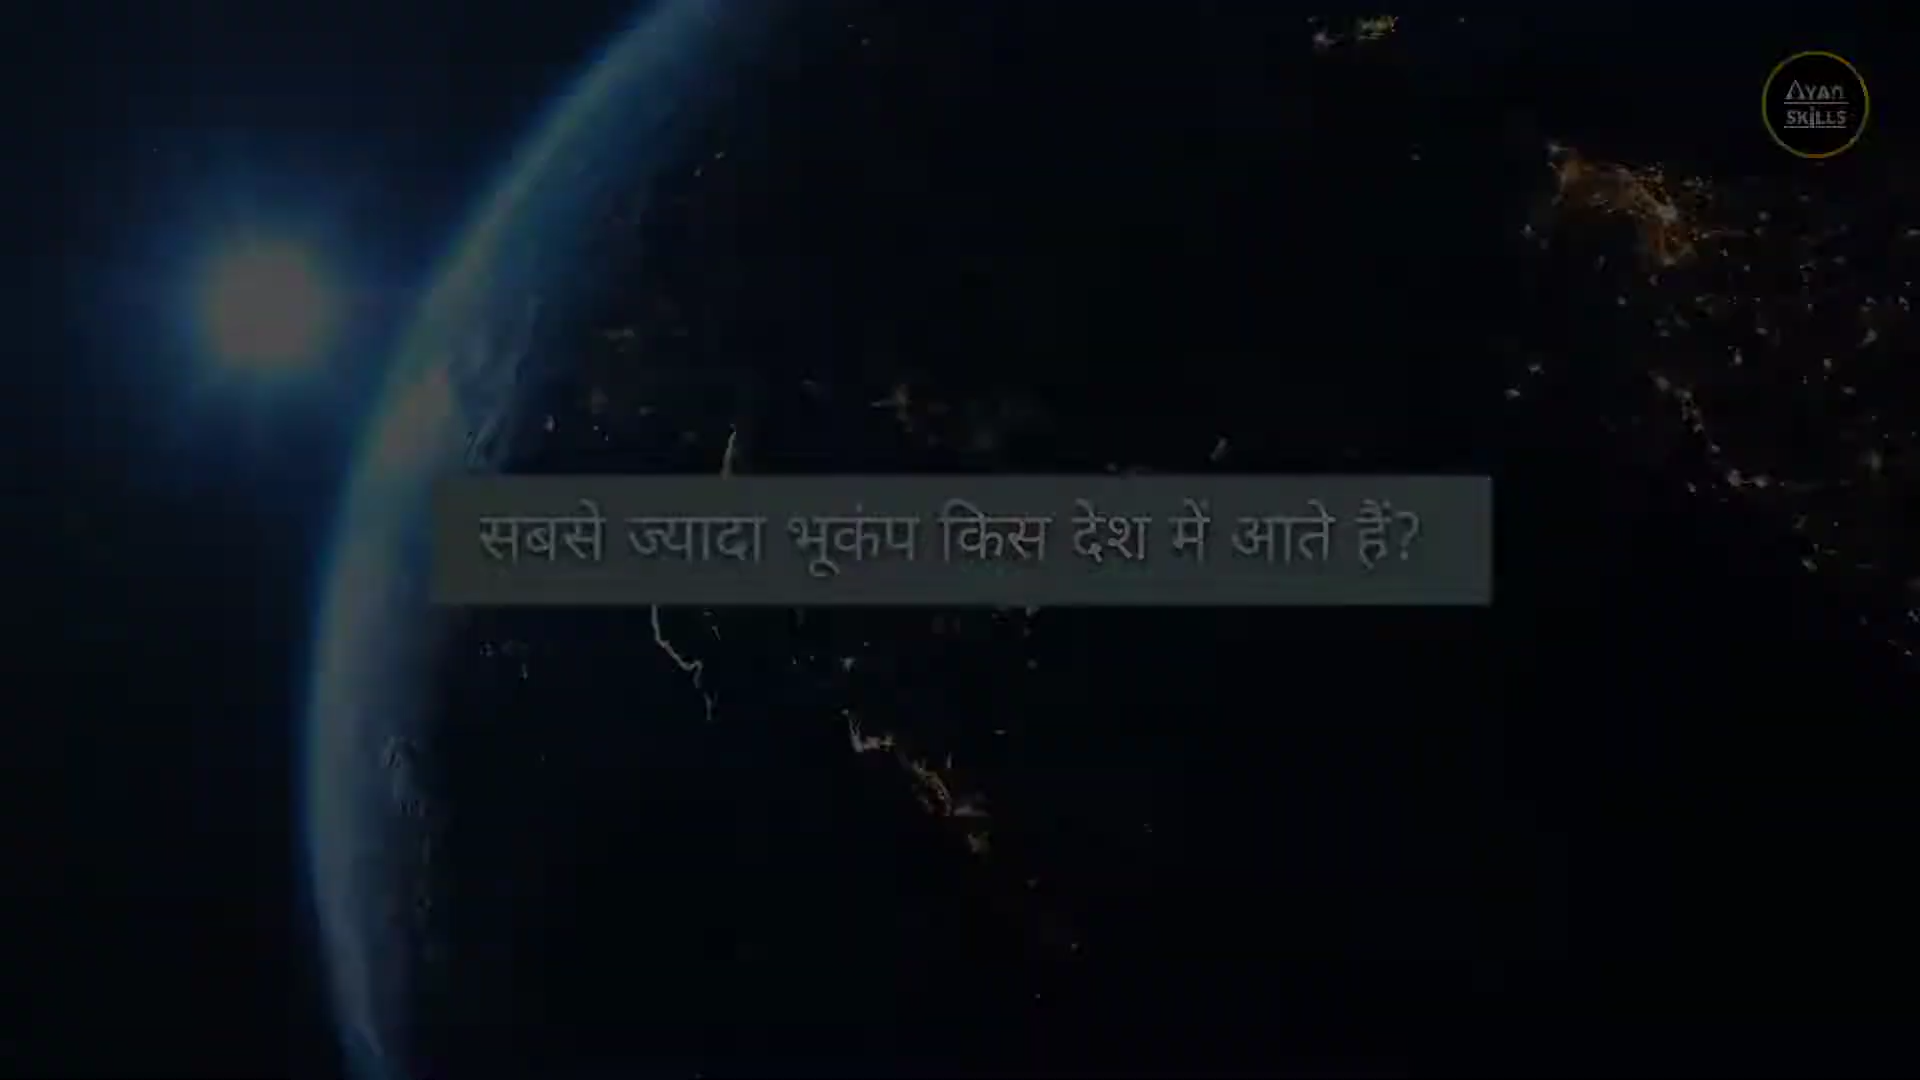 AYAN
SKILLS
सबसे ज्यादा भूकंप किस देश में आते हैं?